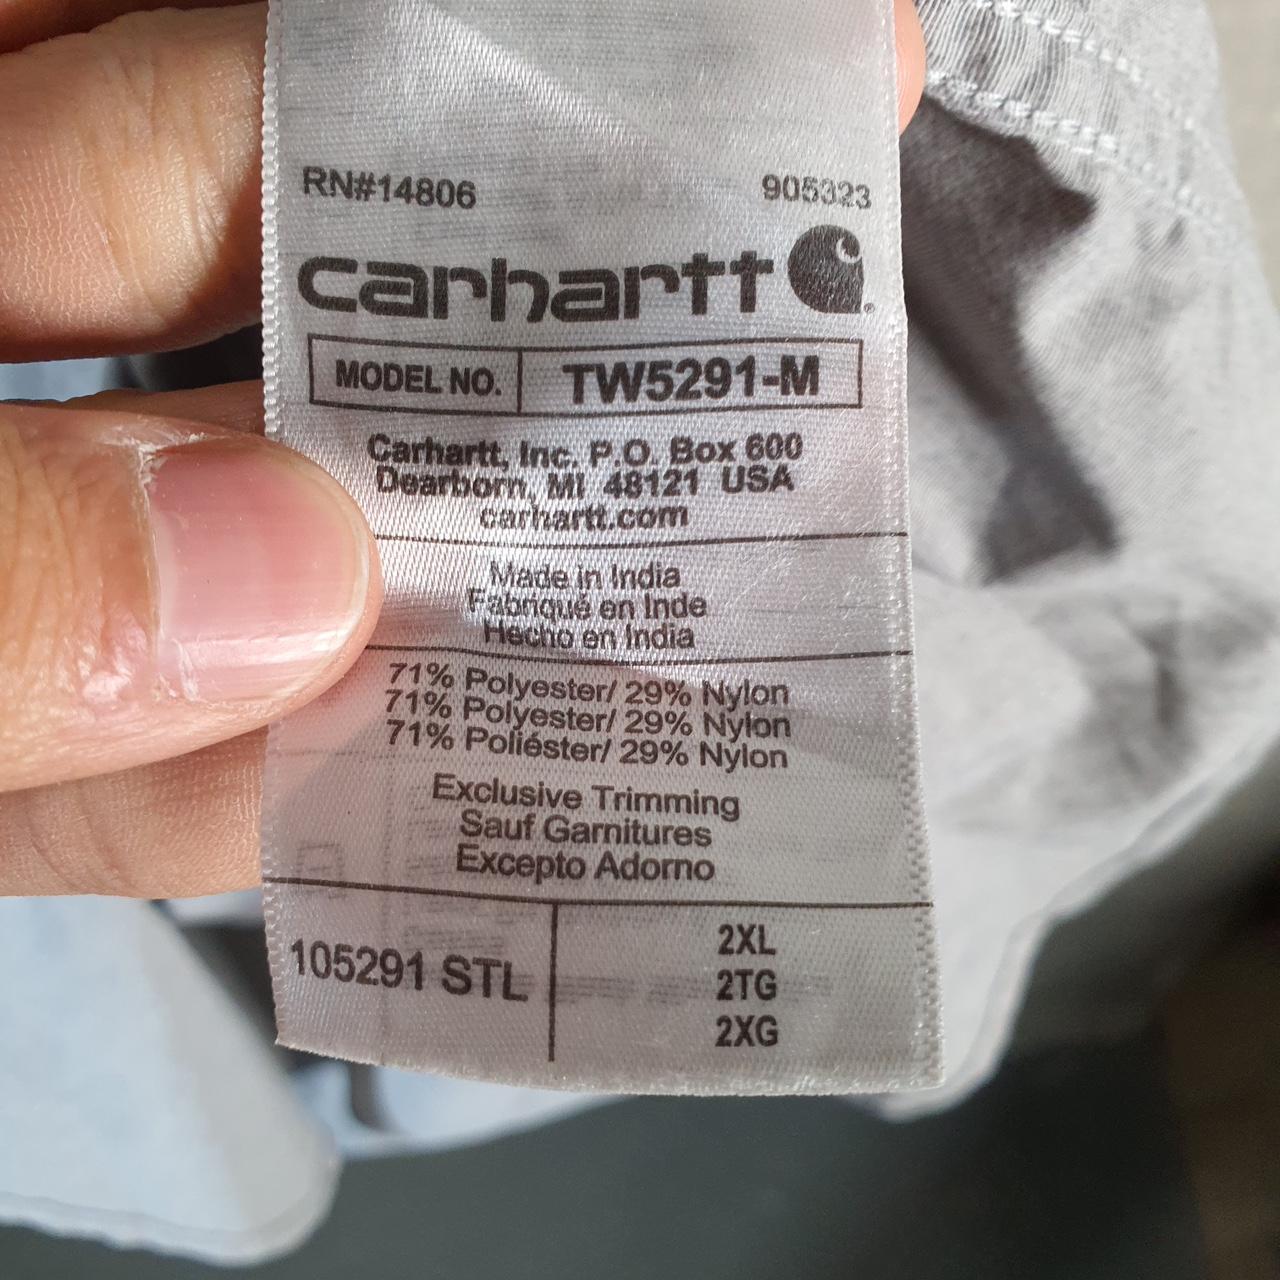 RN#14806 905323
carhartt
MODEL NO. TW5291-M
Carhartt, Inc. P.O. Box 600
Dearborn, MI 48121 USA
carhartt.com
Made in India
Fabriqué en Inde
Hecho en India
71% Polyester/ 29% Nylon
71% Polyester/ 29% Nylon
71% Poliéster/ 29% Nylon
Exclusive Trimming
Sauf Garnitures
Excepto Adorno
105291 STL
2XL
2TG
2XG